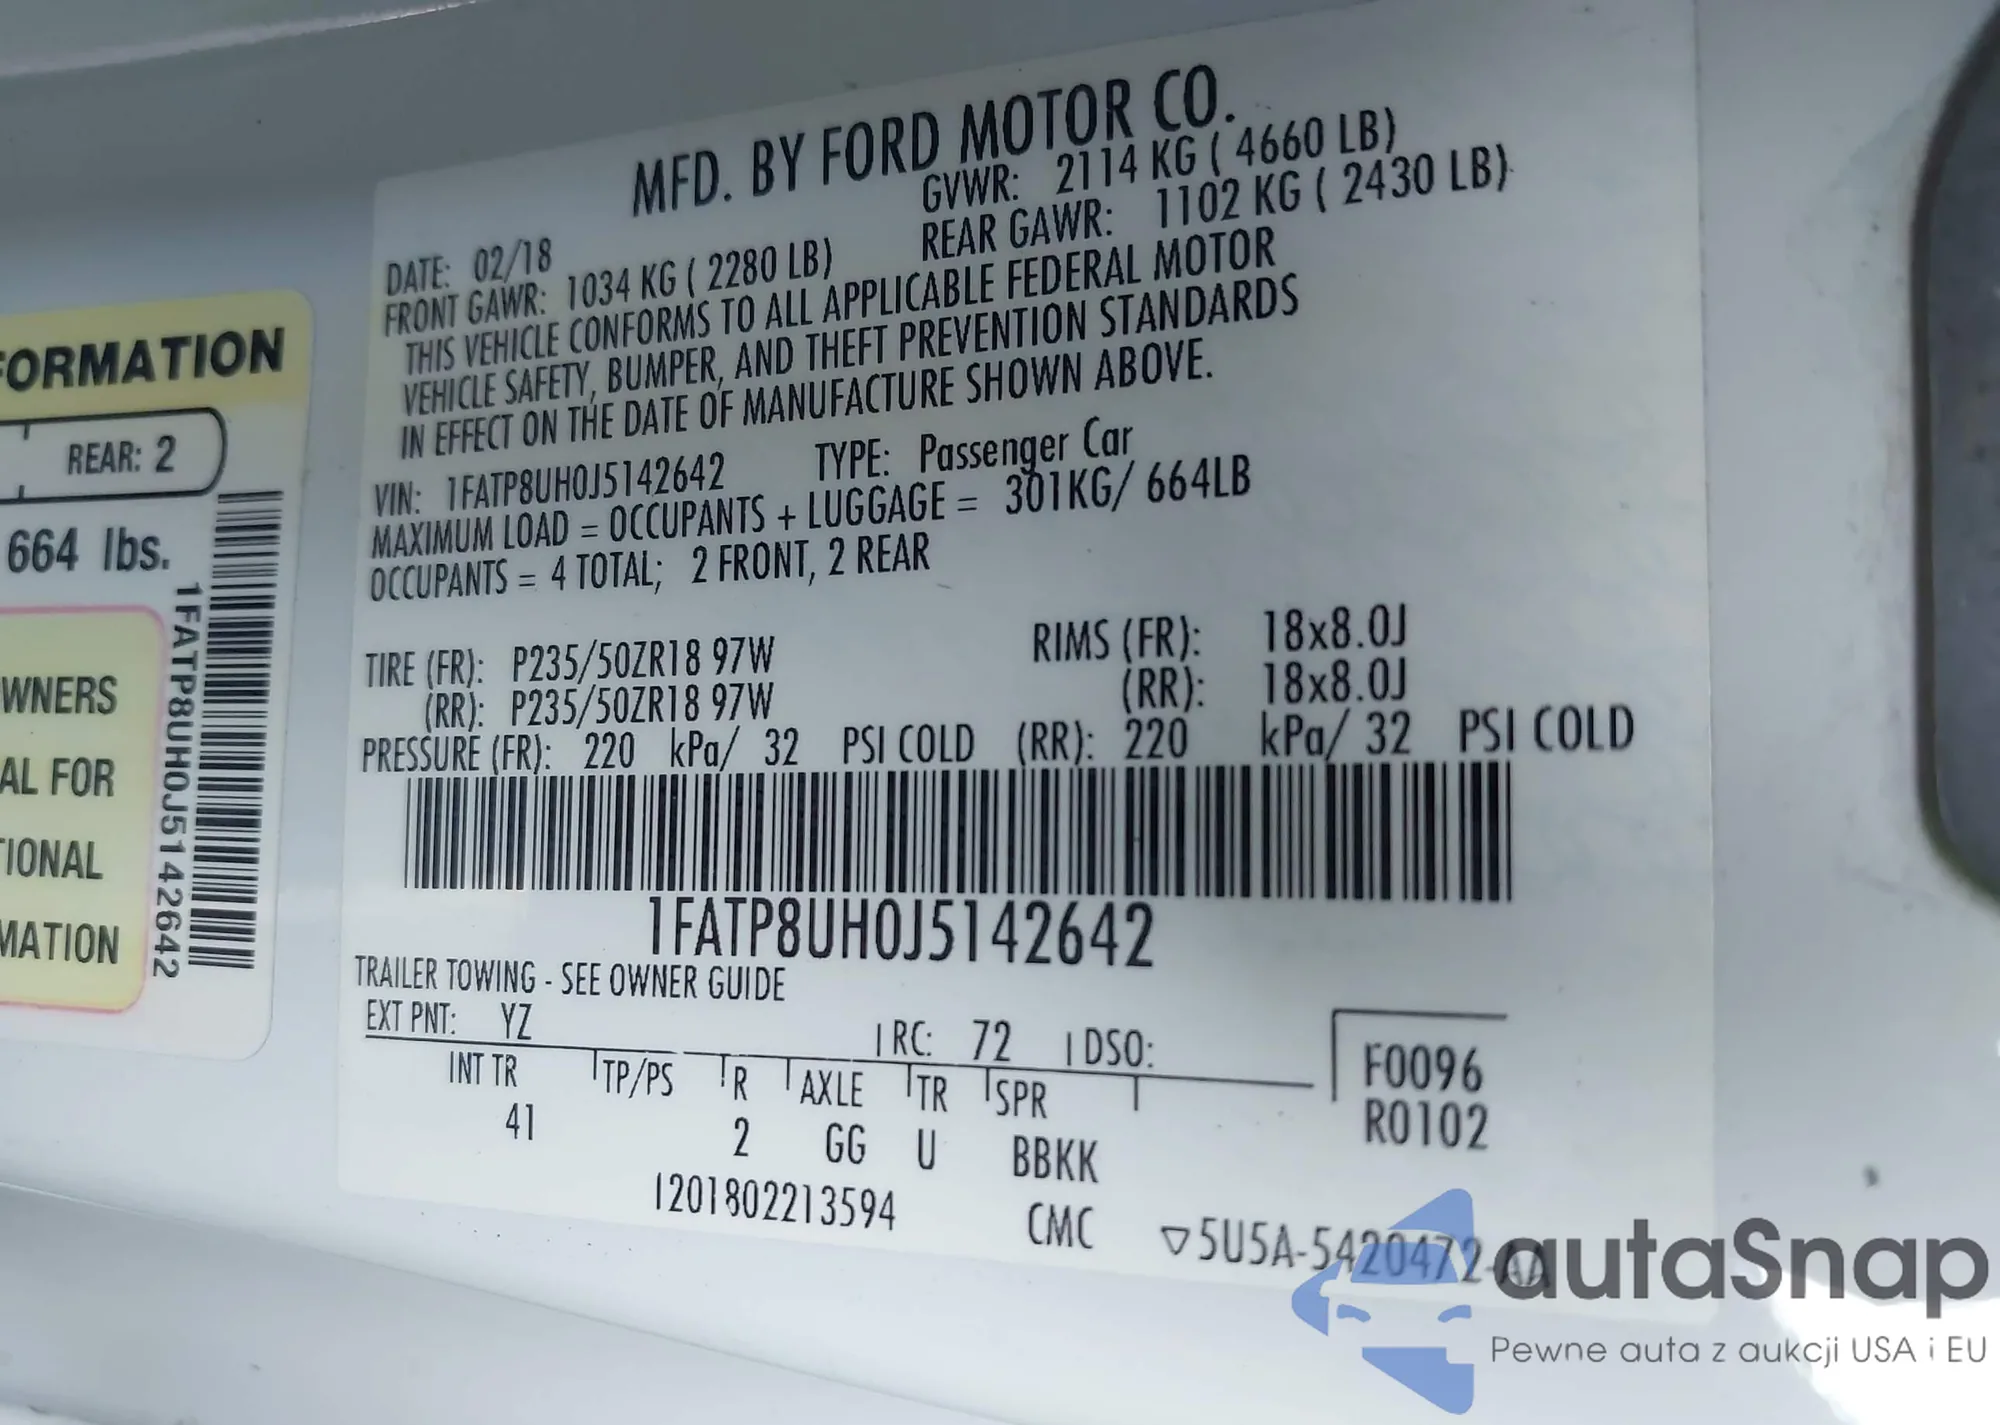 FORMATION
REAR: 2
664 lbs.
1FATP8UH0J5142642
WNERS
AL FOR
TIONAL
MATION
MFD. BY FORD MOTOR CO.
DATE: 02/18 GVWR: 2114 KG ( 4660 LB)
FRONT GAWR: 1034 KG ( 2280 LB) REAR GAWR: 1102 KG ( 2430 LB)
THIS VEHICLE CONFORMS TO ALL APPLICABLE FEDERAL MOTOR
VEHICLE SAFETY, BUMPER, AND THEFT PREVENTION STANDARDS
IN EFFECT ON THE DATE OF MANUFACTURE SHOWN ABOVE.
VIN: 1FATP8UH0J5142642 TYPE: Passenger Car
MAXIMUM LOAD = OCCUPANTS + LUGGAGE = 301KG/ 664LB
OCCUPANTS = 4 TOTAL; 2 FRONT, 2 REAR
TIRE (FR): P235/50ZR18 97W RIMS (FR): 18x8.0J
(RR): P235/50ZR18 97W (RR): 18x8.0J
PRESSURE (FR): 220 kPa/ 32 PSI COLD (RR): 220 kPa/ 32 PSI COLD
1FATP8UH0J5142642
TRAILER TOWING - SEE OWNER GUIDE
EXT PNT: YZ RC: 72 DSO:
INT TR TP/PS R AXLE TR SPR
41 2 GG U BBKK
F0096
R0102
1201802213594 CMC ▽5U5A-5420472-AA
autaSnap
Pewne auta z aukcji USA i EU